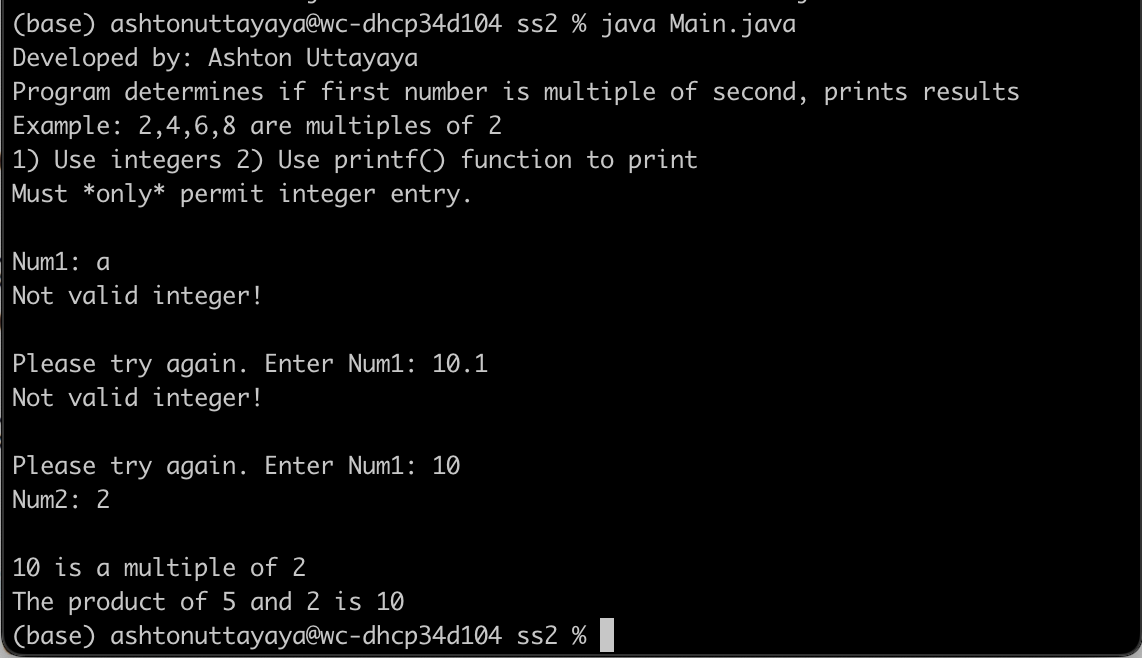 (base) ashtonuttayaya@wc-dhcp34d104 ss2 % java Main.java
Developed by: Ashton Uttayaya
Program determines if first number is multiple of second, prints results
Example: 2,4,6,8 are multiples of 2
1) Use integers 2) Use printf() function to print
Must *only* permit integer entry.
Num1: a
Not valid integer!
Please try again. Enter Num1: 10.1
Not valid integer!
Please try again. Enter Num1: 10
Num2: 2
10 is a multiple of 2
The product of 5 and 2 is 10
(base) ashtonuttayaya@wc-dhcp34d104 ss2 %